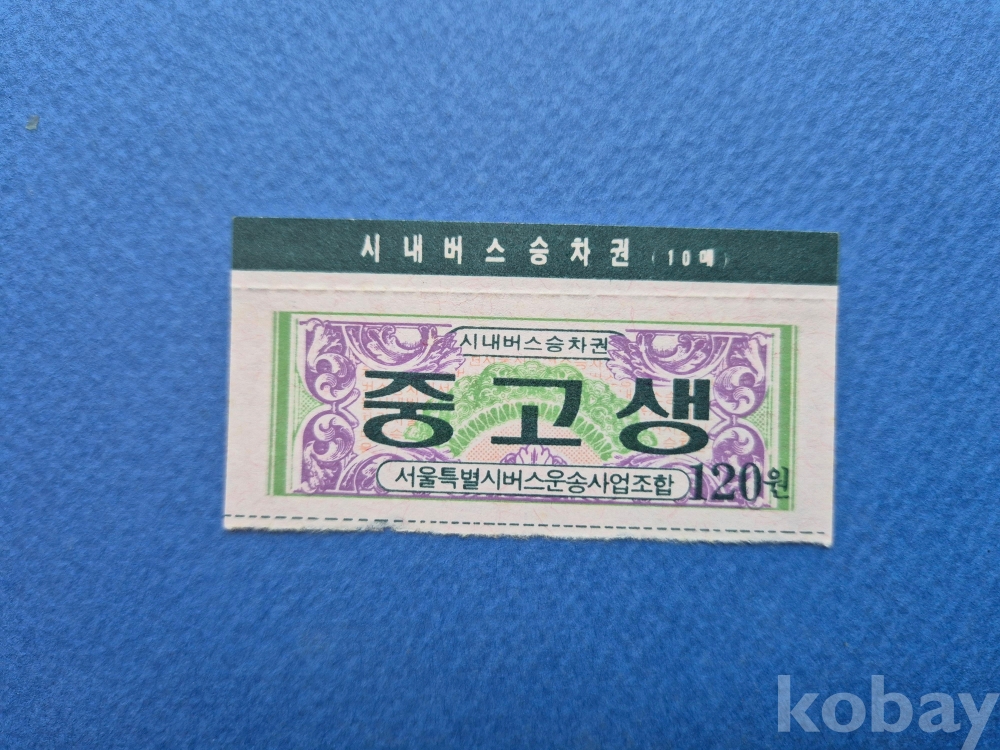 시내버스승차권 (10매)
시내버스승차권
중고생
서울특별시버스운송사업조합 120원
kobay